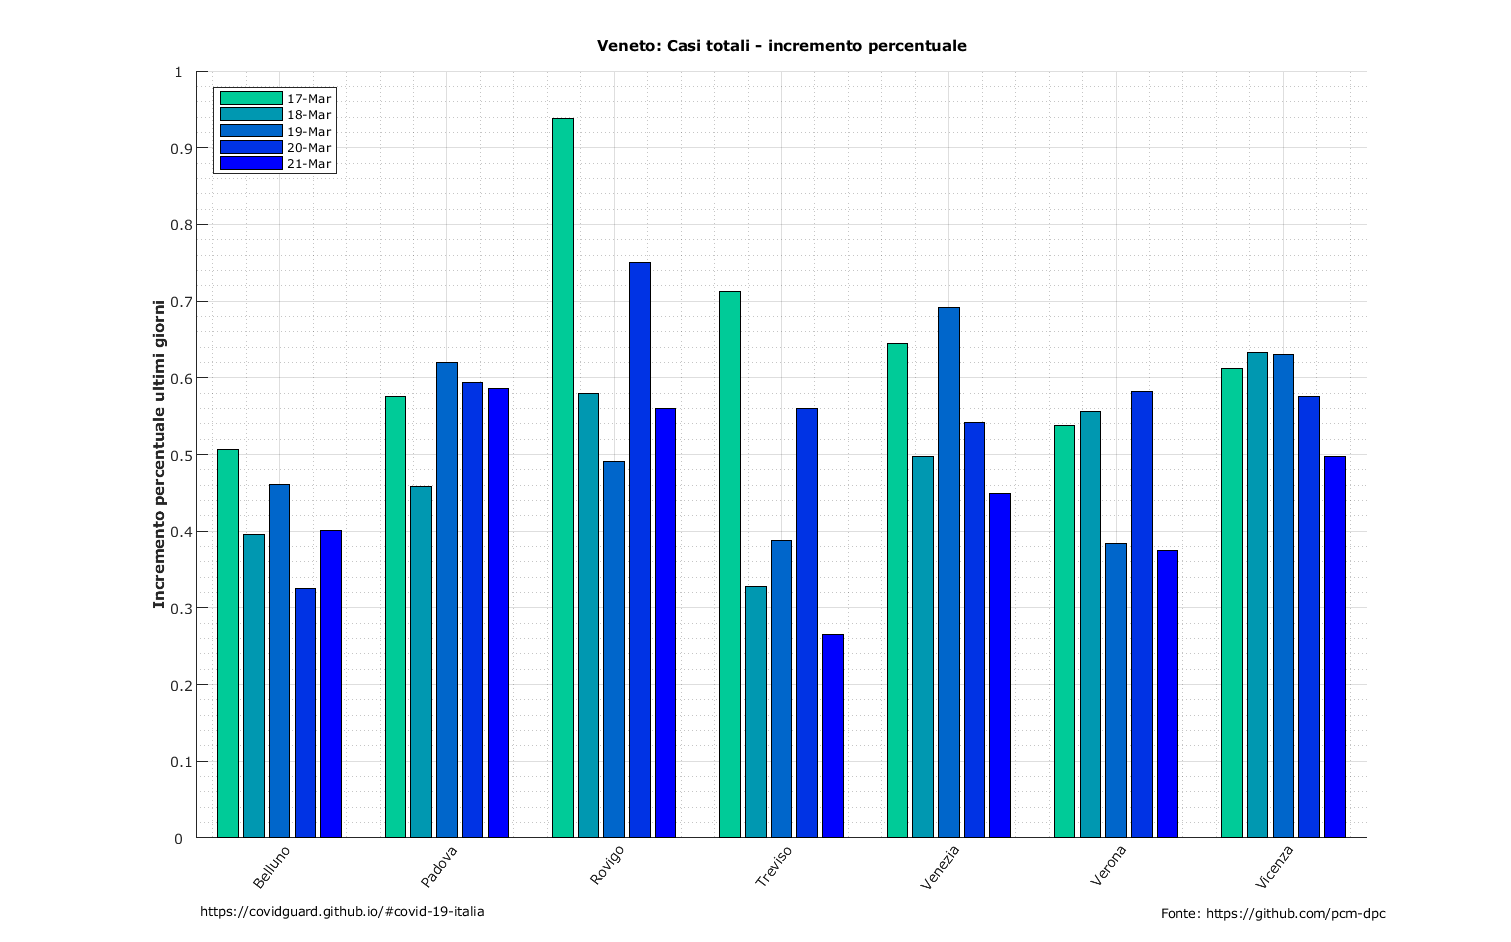 Veneto: Casi totali - incremento percentuale
17-Mar
18-Mar
19-Mar
20-Mar
21-Mar
Incremento percentuale ultimi giorni
1
0.9
0.8
0.7
0.6
0.5
0.4
0.3
0.2
0.1
0
Belluno
Padova
Rovigo
Treviso
Venezia
Verona
Vicenza
https://covidguard.github.io/#covid-19-italia
Fonte: https://github.com/pcm-dpc